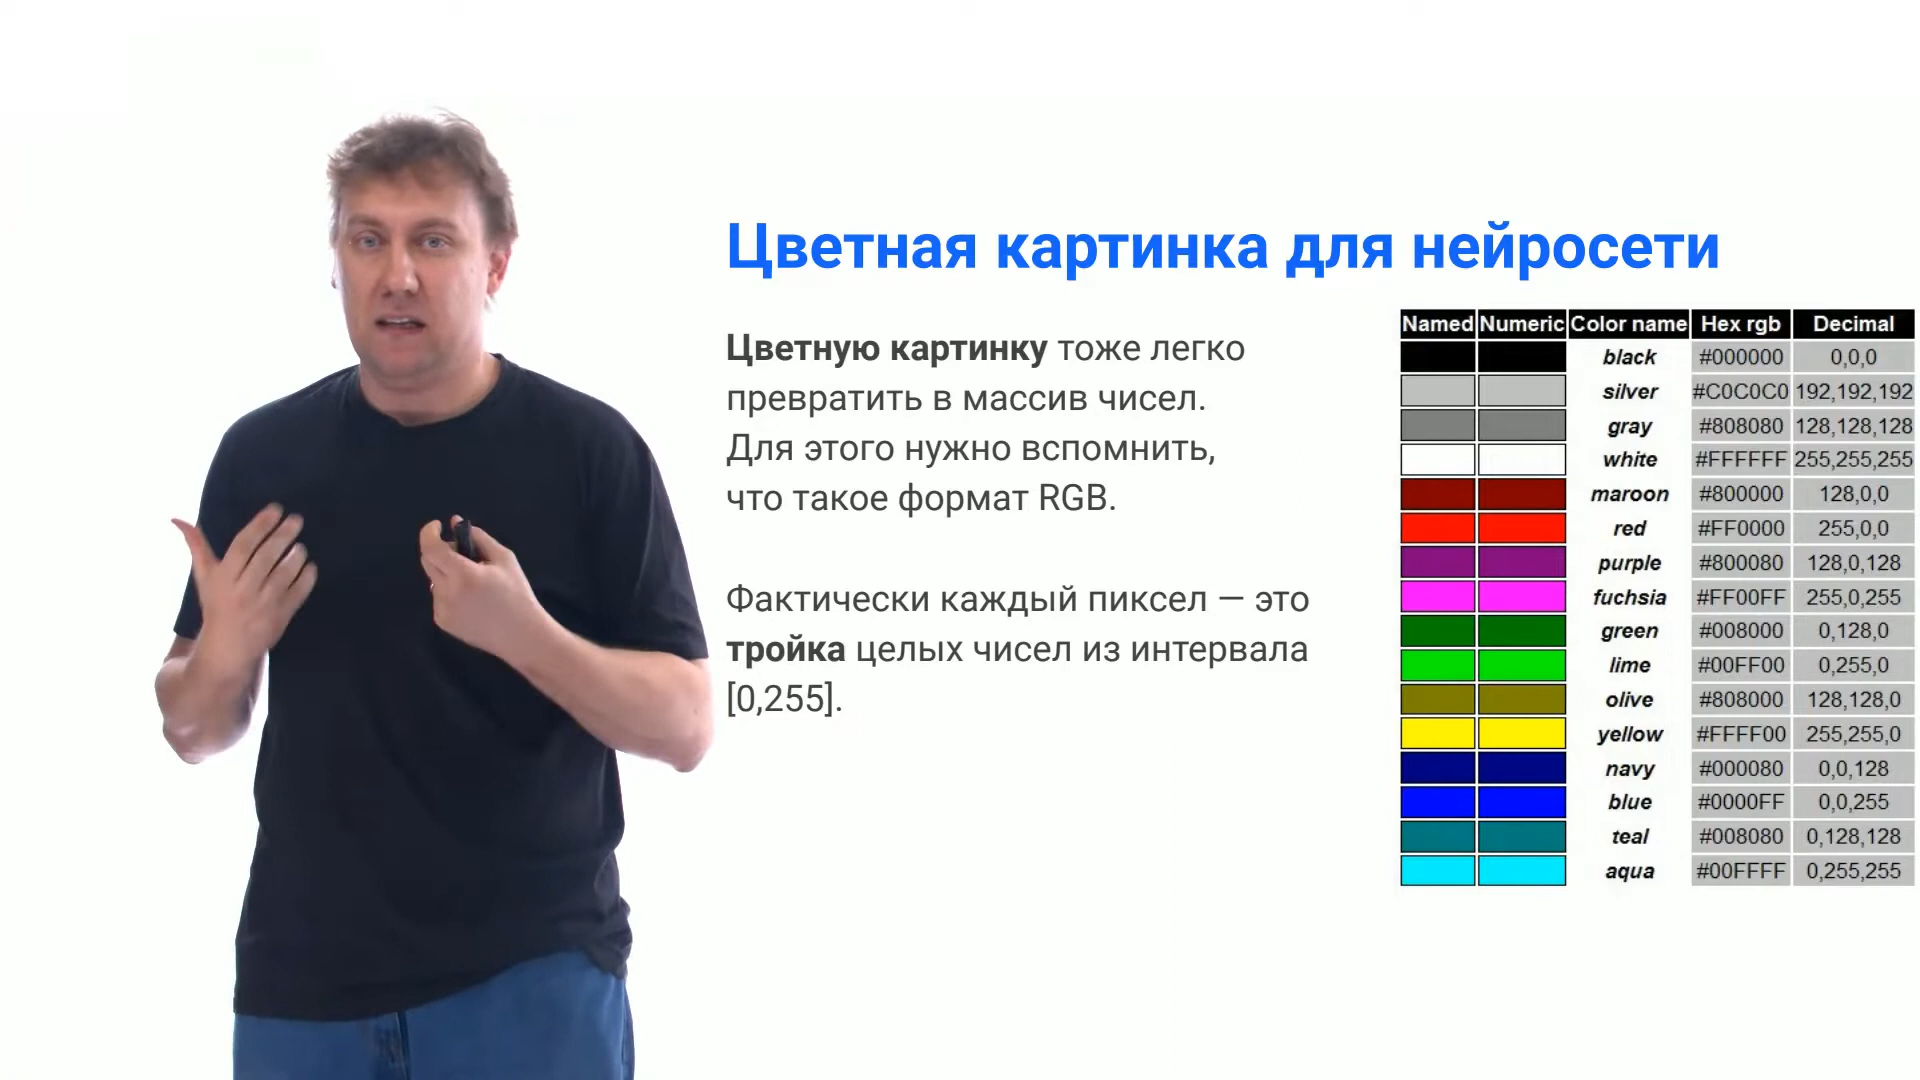 Цветная картинка для нейросети
Цветную картинку тоже легко
превратить в массив чисел.
Для этого нужно вспомнить,
что такое формат RGB.
Фактически каждый пиксел — это
тройка целых чисел из интервала
[0,255].
Named Numeric Color name Hex rgb Decimal
black #000000 0,0,0
silver #C0C0C0 192,192,192
gray #808080 128,128,128
white #FFFFFF 255,255,255
maroon #800000 128,0,0
red #FF0000 255,0,0
purple #800080 128,0,128
fuchsia #FF00FF 255,0,255
green #008000 0,128,0
lime #00FF00 0,255,0
olive #808000 128,128,0
yellow #FFFF00 255,255,0
navy #000080 0,0,128
blue #0000FF 0,0,255
teal #008080 0,128,128
aqua #00FFFF 0,255,255